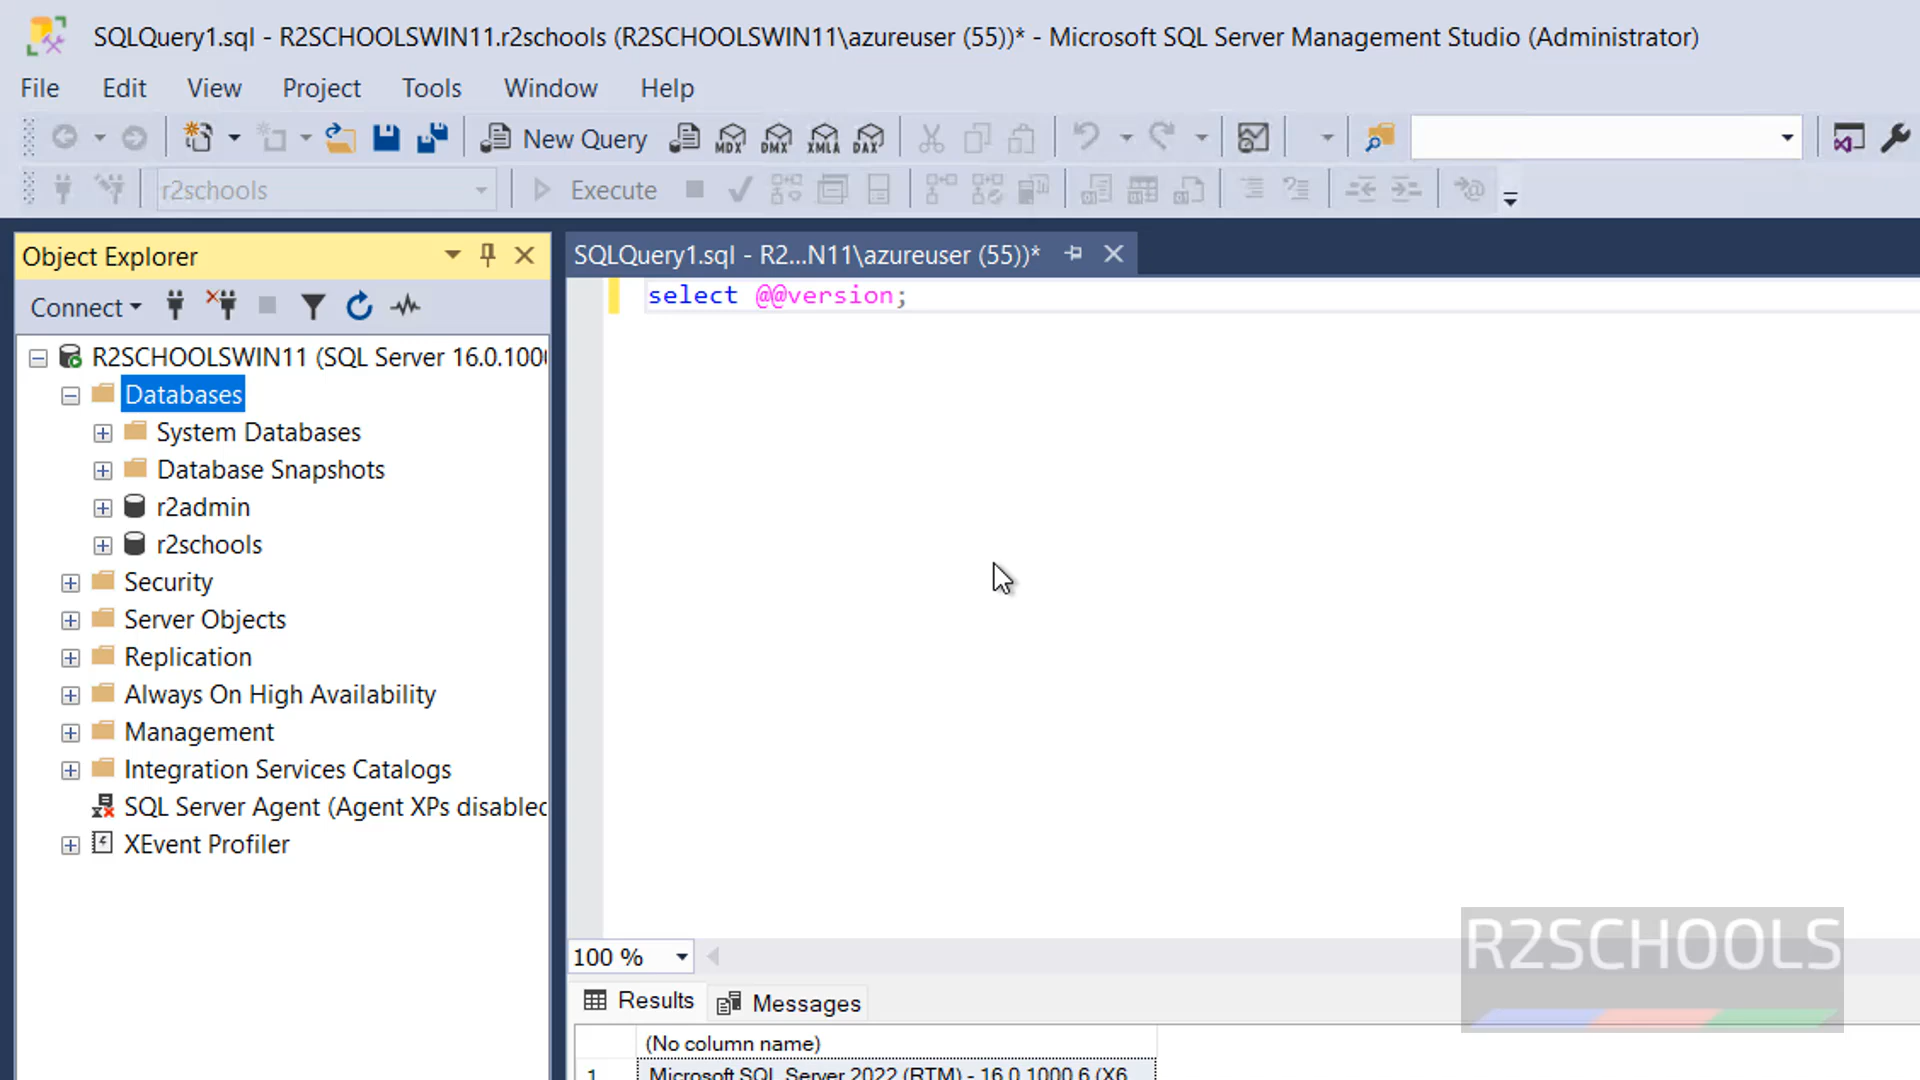 SQLQuery1.sql - R2SCHOOLSWIN11.r2schools (R2SCHOOLSWIN11\azureuser (55))* - Microsoft SQL Server Management Studio (Administrator)
File Edit View Project Tools Window Help
New Query MDX DMX XMLA DAX
r2schools Execute
Object Explorer
SQLQuery1.sql - R2...N11\azureuser (55))*
Connect
select @@version;
R2SCHOOLSWIN11 (SQL Server 16.0.1000
Databases
System Databases
Database Snapshots
r2admin
r2schools
Security
Server Objects
Replication
Always On High Availability
Management
Integration Services Catalogs
SQL Server Agent (Agent XPs disabled
XEvent Profiler
R2SCHOOLS
100 %
Results Messages
(No column name)
1 Microsoft SQL Server 2022 (RTM) - 16.0.1000.6 (X6